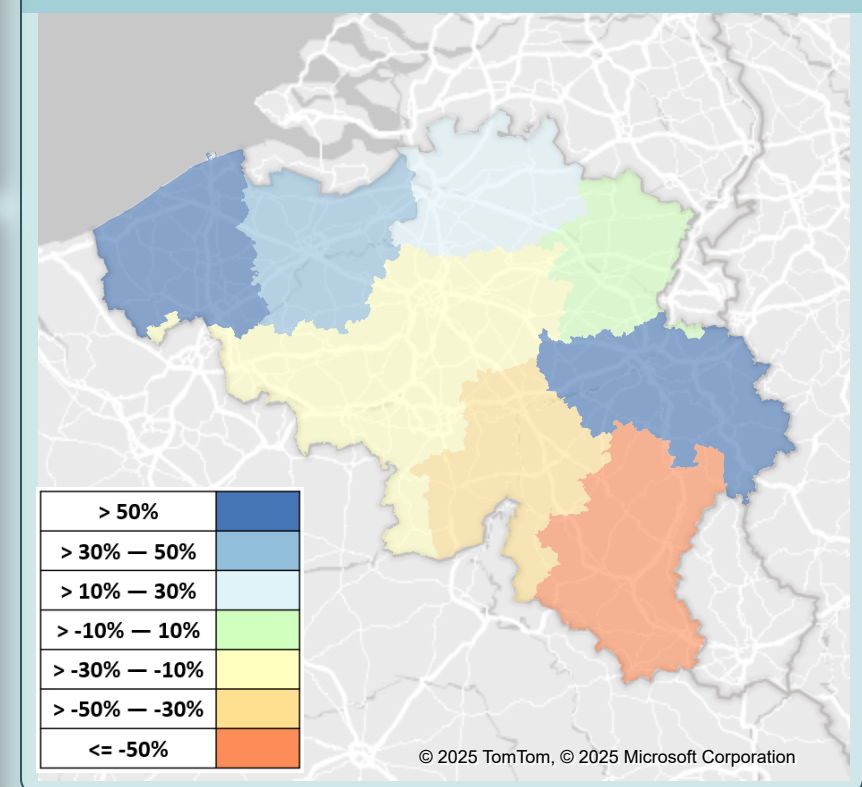 > 50%
> 30% — 50%
> 10% — 30%
> -10% — 10%
> -30% — -10%
> -50% — -30%
<= -50%
© 2025 TomTom, © 2025 Microsoft Corporation